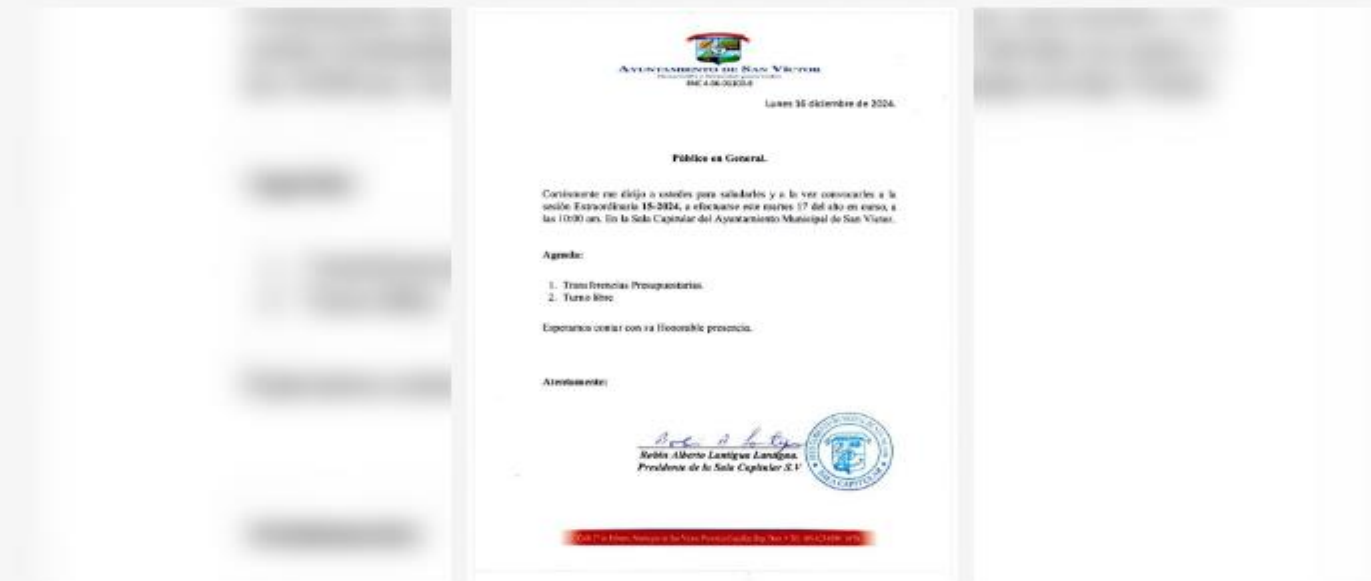 AYUNTAMIENTO DE SAN VÍCTOR
Lunes 16 diciembre de 2024.
Público en General.
Cortésmente me dirijo a ustedes para saludarles y a la vez convocarles a la
sesión Extraordinaria 15-2024, a efectuarse este martes 17 del año en curso, a
las 10:00 am. En la Sala Capitular del Ayuntamiento Municipal de San Víctor.
Agenda:
1. Transferencias Presupuestarias.
2. Turno libre
Esperamos contar con su Honorable presencia.
Atentamente:
Alberto Lantigua Lantigua.
Presidente de la Sala Capitular S.V
SALA CAPITULAR